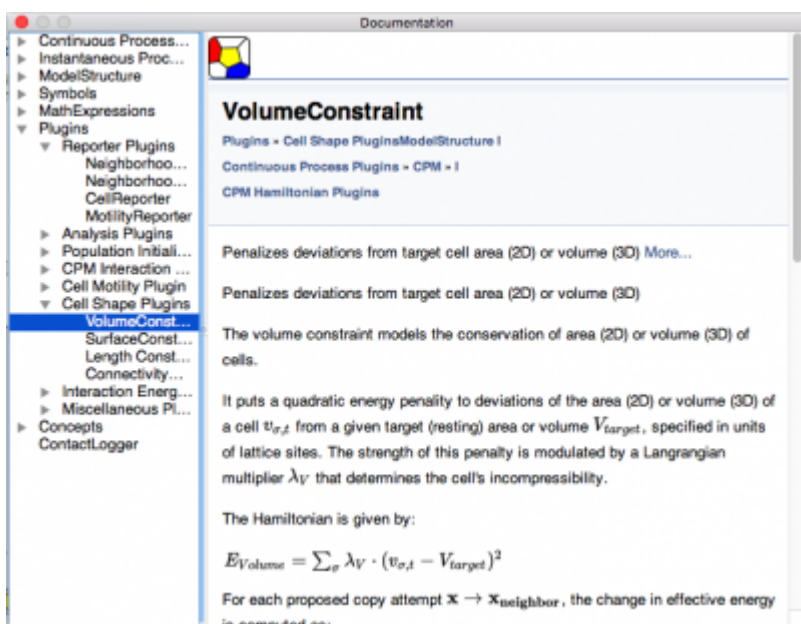 Documentation
Continuous Process...
Instantaneous Proc...
ModelStructure
Symbols
MathExpressions
Plugins
Reporter Plugins
Neighborhoo...
Neighborhoo...
CellReporter
MotilityReporter
Analysis Plugins
Population Initiali...
CPM Interaction ...
Cell Motility Plugin
Cell Shape Plugins
VolumeConst...
SurfaceConst...
Length Const...
Connectivity...
Interaction Energ...
Miscellaneous Pl...
Concepts
ContactLogger
VolumeConstraint
Plugins » Cell Shape PluginsModelStructure |
Continuous Process Plugins » CPM » |
CPM Hamiltonian Plugins
Penalizes deviations from target cell area (2D) or volume (3D) More...
Penalizes deviations from target cell area (2D) or volume (3D)
The volume constraint models the conservation of area (2D) or volume (3D) of
cells.
It puts a quadratic energy penality to deviations of the area (2D) or volume (3D) of
a cell v_{σ,t} from a given target (resting) area or volume V_{target}, specified in units
of lattice sites. The strength of this penalty is modulated by a Langrangian
multiplier λ_V that determines the cell's incompressibility.
The Hamiltonian is given by:
E_{Volume} = ∑_σ λ_V · (v_{σ,t} − V_{target})²
For each proposed copy attempt x → x_{neighbor}, the change in effective energy
is computed as: